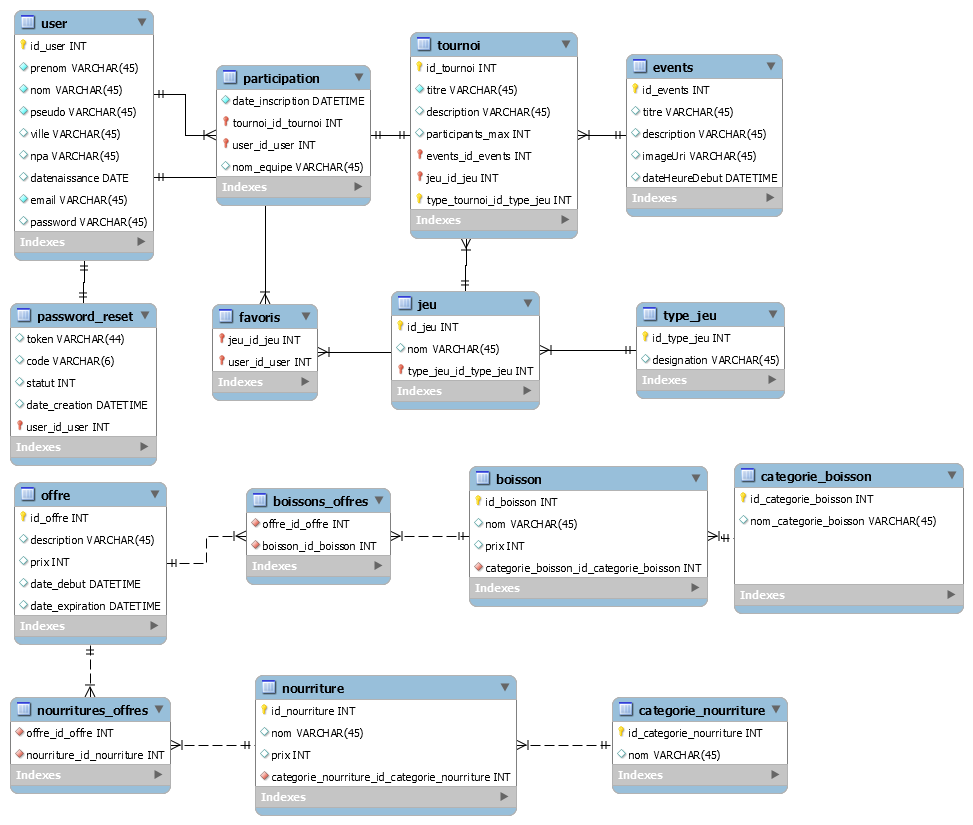 user
id_user INT
prenom VARCHAR(45)
nom VARCHAR(45)
pseudo VARCHAR(45)
ville VARCHAR(45)
npa VARCHAR(45)
datenaissance DATE
email VARCHAR(45)
password VARCHAR(45)
Indexes
participation
date_inscription DATETIME
tournoi_id_tournoi INT
user_id_user INT
nom_equipe VARCHAR(45)
Indexes
tournoi
id_tournoi INT
titre VARCHAR(45)
description VARCHAR(45)
participants_max INT
events_id_events INT
jeu_id_jeu INT
type_tournoi_id_type_jeu INT
Indexes
events
id_events INT
titre VARCHAR(45)
description VARCHAR(45)
imageUri VARCHAR(45)
dateHeureDebut DATETIME
Indexes
password_reset
token VARCHAR(44)
code VARCHAR(6)
statut INT
date_creation DATETIME
user_id_user INT
Indexes
favoris
jeu_id_jeu INT
user_id_user INT
Indexes
jeu
id_jeu INT
nom VARCHAR(45)
type_jeu_id_type_jeu INT
Indexes
type_jeu
id_type_jeu INT
designation VARCHAR(45)
Indexes
offre
id_offre INT
description VARCHAR(45)
prix INT
date_debut DATETIME
date_expiration DATETIME
Indexes
boissons_offres
offre_id_offre INT
boisson_id_boisson INT
Indexes
boisson
id_boisson INT
nom VARCHAR(45)
prix INT
categorie_boisson_id_categorie_boisson INT
Indexes
categorie_boisson
id_categorie_boisson INT
nom_categorie_boisson VARCHAR(45)
Indexes
nourritures_offres
offre_id_offre INT
nourriture_id_nourriture INT
Indexes
nourriture
id_nourriture INT
nom VARCHAR(45)
prix INT
categorie_nourriture_id_categorie_nourriture INT
Indexes
categorie_nourriture
id_categorie_nourriture INT
nom VARCHAR(45)
Indexes